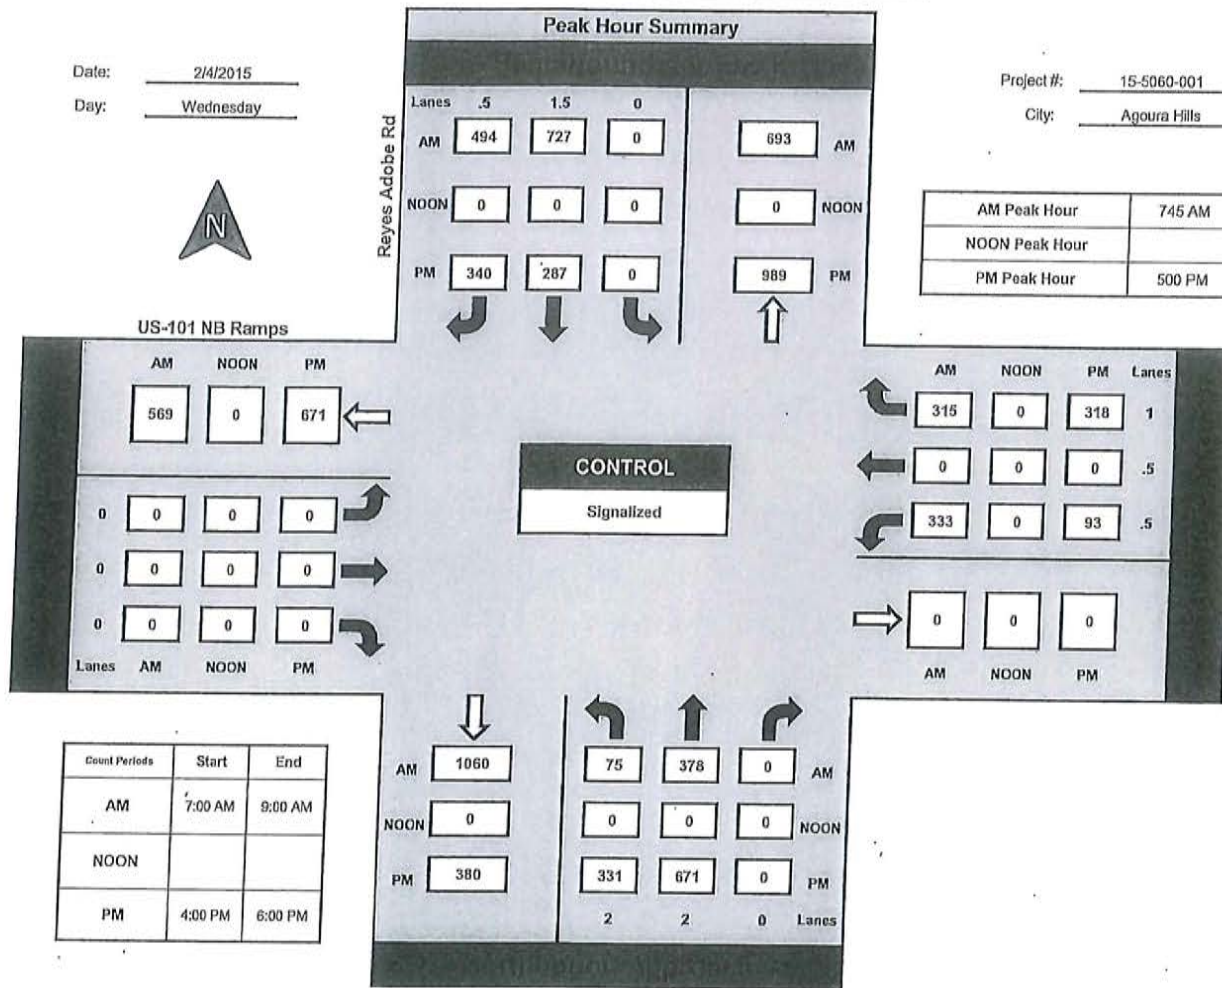 Peak Hour Summary
Date: 2/4/2015
Day: Wednesday
Project #: 15-5060-001
City: Agoura Hills
N
Reyes Adobe Rd
Lanes .5 1.5 0
AM 494 727 0 693 AM
NOON 0 0 0 0 NOON
PM 340 287 0 989 PM
AM Peak Hour 745 AM
NOON Peak Hour
PM Peak Hour 500 PM
US-101 NB Ramps
AM NOON PM
569 0 671
0 0 0 0
0 0 0 0
0 0 0 0
Lanes AM NOON PM
CONTROL
Signalized
AM NOON PM Lanes
315 0 318 1
0 0 0 .5
333 0 93 .5
0 0 0
AM NOON PM
Count Periods Start End
AM 7:00 AM 9:00 AM
NOON
PM 4:00 PM 6:00 PM
AM 1060 75 378 0 AM
NOON 0 0 0 0 NOON
PM 380 331 671 0 PM
2 2 0 Lanes